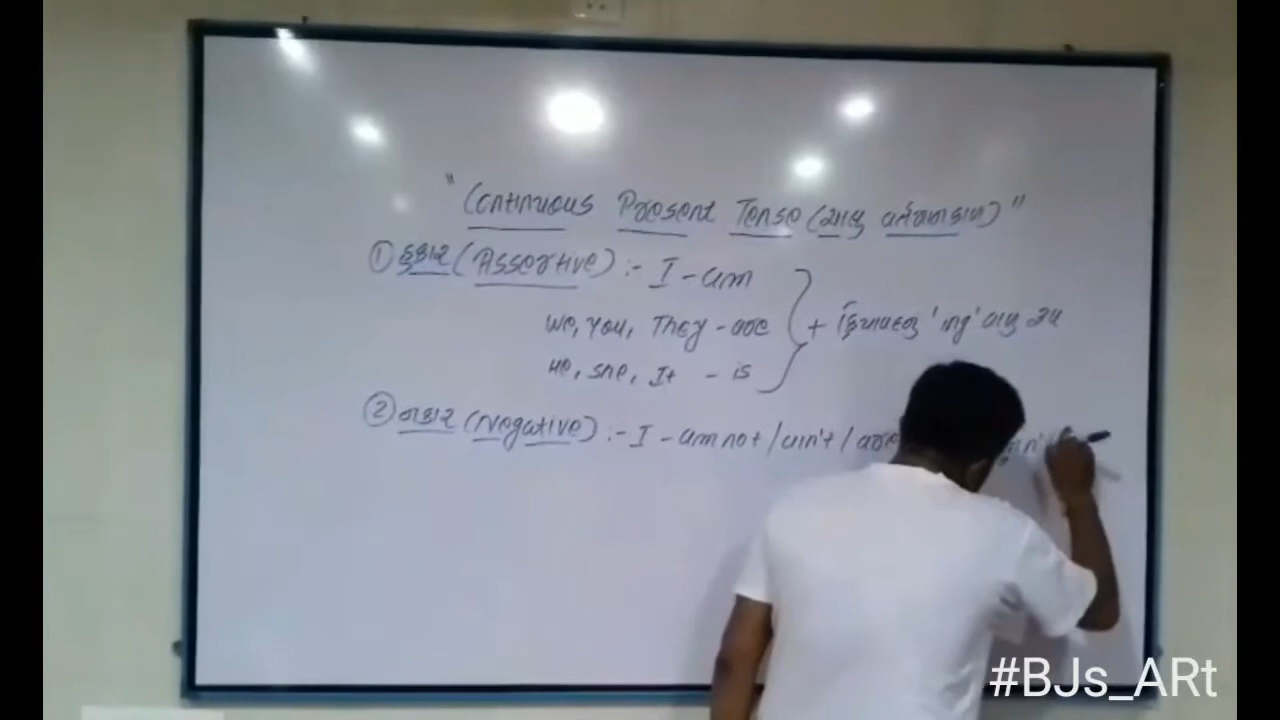 "Continuous Present Tense (ચાલુ વર્તમાનકાળ)"
① હકાર (Assertive) :- I - am
We, You, They - are
He, She, It - is
} + ક્રિયાપદનું 'ing' વાળુ રૂપ
② નકાર (Negative) :- I - am not / ain't / are
#BJs_ARt